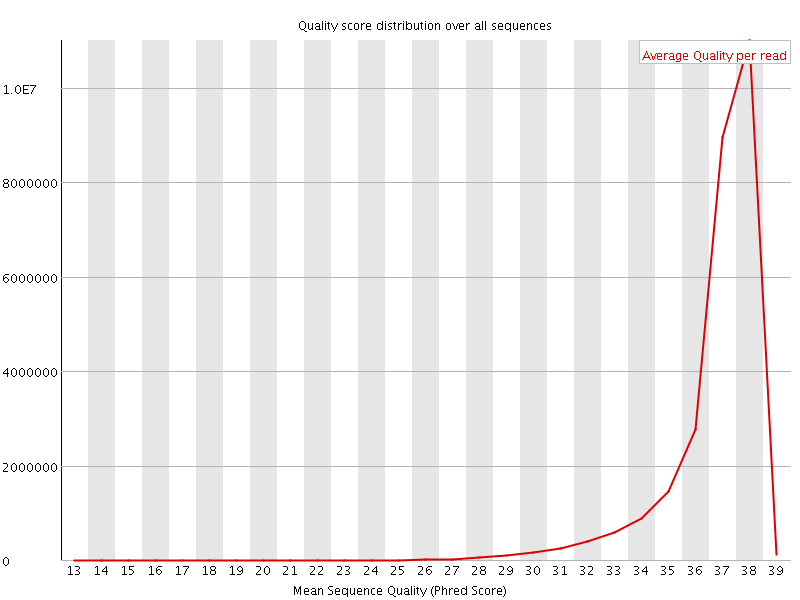 Quality score distribution over all sequences
Average Quality per read
1.0E7
8000000
6000000
4000000
2000000
0
13 14 15 16 17 18 19 20 21 22 23 24 25 26 27 28 29 30 31 32 33 34 35 36 37 38 39
Mean Sequence Quality (Phred Score)